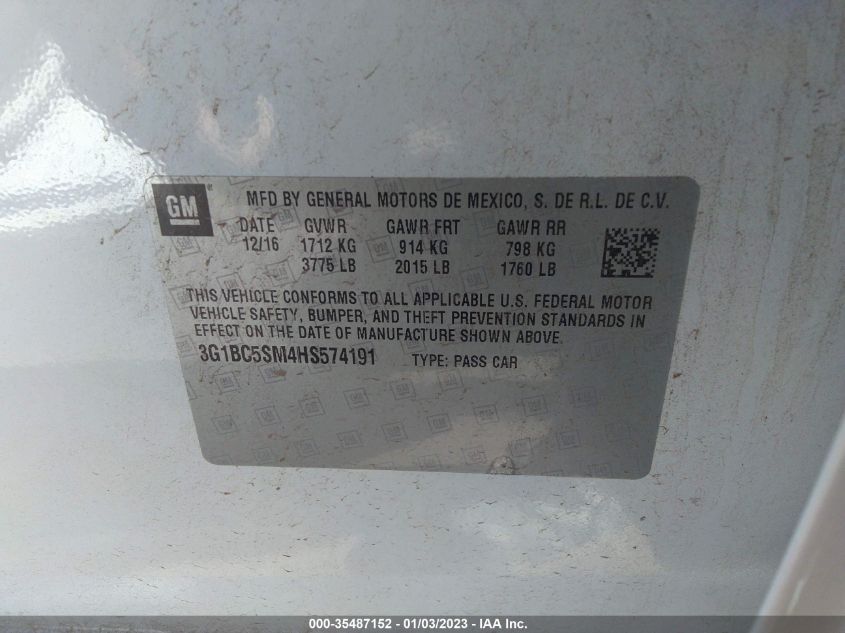 GM
MFD BY GENERAL MOTORS DE MEXICO, S. DE R.L. DE C.V.
DATE GVWR GAWR FRT GAWR RR
12/16 1712 KG 914 KG 798 KG
3775 LB 2015 LB 1760 LB
THIS VEHICLE CONFORMS TO ALL APPLICABLE U.S. FEDERAL MOTOR
VEHICLE SAFETY, BUMPER, AND THEFT PREVENTION STANDARDS IN
EFFECT ON THE DATE OF MANUFACTURE SHOWN ABOVE.
3G1BC5SM4HS574191 TYPE: PASS CAR
000-35487152 - 01/03/2023 - IAA Inc.